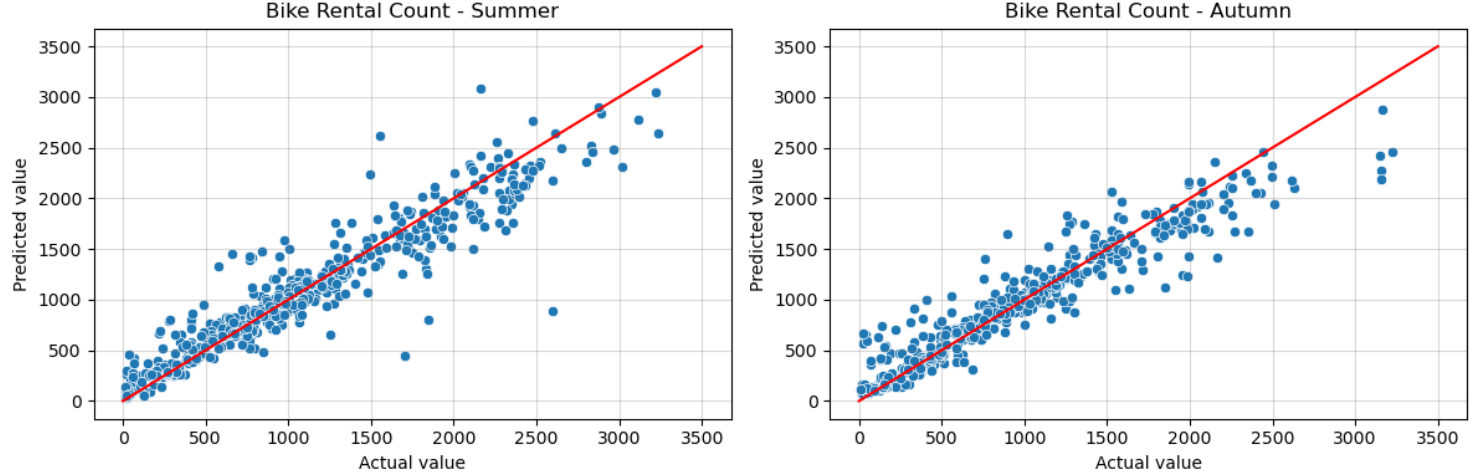 Bike Rental Count - Summer
3500
3000
2500
2000
1500
1000
500
0
Predicted value
0 500 1000 1500 2000 2500 3000 3500
Actual value
Bike Rental Count - Autumn
3500
3000
2500
2000
1500
1000
500
0
Predicted value
0 500 1000 1500 2000 2500 3000 3500
Actual value